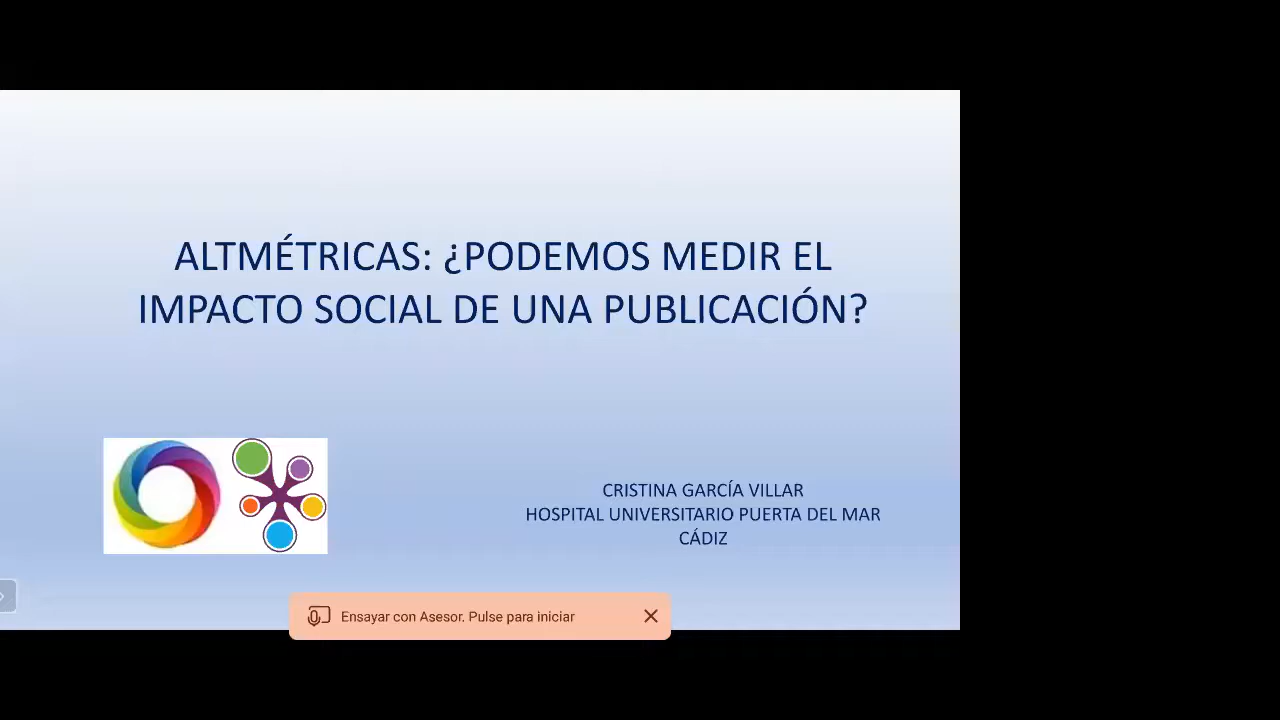 ALTMÉTRICAS: ¿PODEMOS MEDIR EL
IMPACTO SOCIAL DE UNA PUBLICACIÓN?
CRISTINA GARCÍA VILLAR
HOSPITAL UNIVERSITARIO PUERTA DEL MAR
CÁDIZ
Ensayar con Asesor. Pulse para iniciar